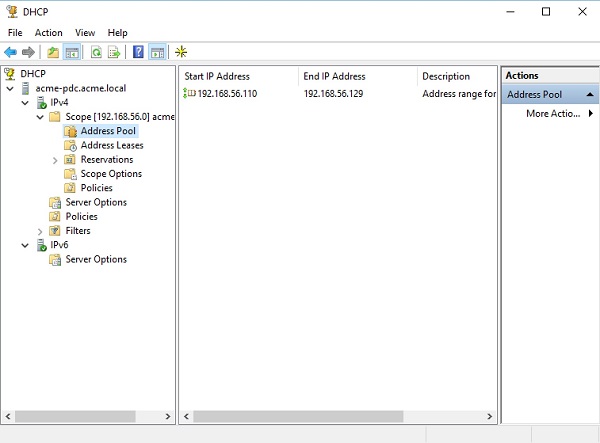 DHCP
File Action View Help
DHCP
acme-pdc.acme.local
IPv4
Scope [192.168.56.0] acme
Address Pool
Address Leases
Reservations
Scope Options
Policies
Server Options
Policies
Filters
IPv6
Server Options
Start IP Address End IP Address Description
192.168.56.110 192.168.56.129 Address range for
Actions
Address Pool
More Actio...